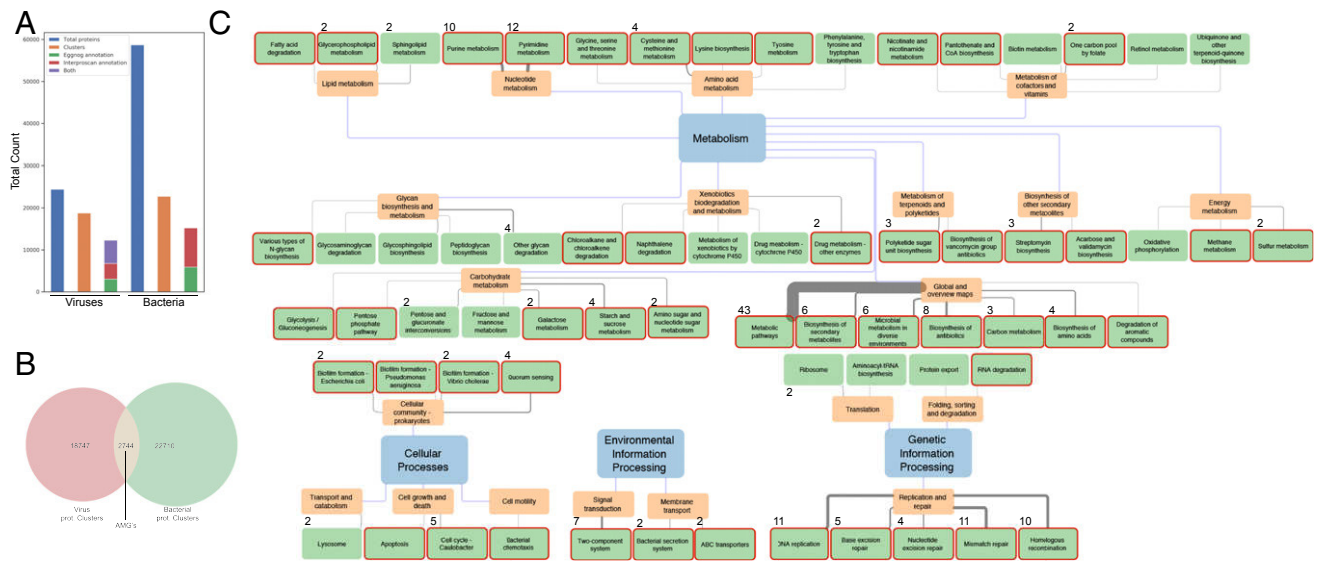 A
Total proteins
Clusters
Eggnog annotation
Interproscan annotation
Both
60000
50000
40000
30000
20000
10000
0
Total Count
Viruses
Bacteria
B
18747
2744
22710
Virus
prot. Clusters
AMG's
Bacterial
prot. Clusters
C
2
2
10
12
4
2
Fatty acid
degradation
Glycerophospholipid
metabolism
Sphingolipid
metabolism
Purine metabolism
Pyrimidine
metabolism
Glycine, serine
and threonine
metabolism
Cysteine and
methionine
metabolism
Lysine biosynthesis
Tyrosine
metabolism
Phenylalanine,
tyrosine and
tryptophan
biosynthesis
Nicotinate and
nicotinamide
metabolism
Pantothenate and
CoA biosynthesis
Biotin metabolism
One carbon pool
by folate
Retinol metabolism
Ubiquinone and
other
terpenoid-quinone
biosynthesis
Lipid metabolism
Nucleotide
metabolism
Amino acid
metabolism
Metabolism of
cofactors and
vitamins
Metabolism
Glycan
biosynthesis and
metabolism
Xenobiotics
biodegradation
and metabolism
Metabolism of
terpenoids and
polyketides
Biosynthesis of
other secondary
metabolites
Energy
metabolism
4
2
3
3
2
Various types of
N-glycan
biosynthesis
Glycosaminoglycan
degradation
Glycosphingolipid
biosynthesis
Peptidoglycan
biosynthesis
Other glycan
degradation
Chloroalkane and
chloroalkene
degradation
Naphthalene
degradation
Metabolism of
xenobiotics by
cytochrome P450
Drug metabolism -
cytochrome P450
Drug metabolism -
other enzymes
Polyketide sugar
unit biosynthesis
Biosynthesis of
vancomycin group
antibiotics
Streptomycin
biosynthesis
Acarbose and
validamycin
biosynthesis
Oxidative
phosphorylation
Methane
metabolism
Sulfur metabolism
Carbohydrate
metabolism
Global and
overview maps
2
2
4
2
Glycolysis /
Gluconeogenesis
Pentose
phosphate
pathway
Pentose and
glucuronate
interconversions
Fructose and
mannose
metabolism
Galactose
metabolism
Starch and
sucrose
metabolism
Amino sugar and
nucleotide sugar
metabolism
43
6
6
8
3
4
Metabolic
pathways
Biosynthesis of
secondary
metabolites
Microbial
metabolism in
diverse
environments
Biosynthesis of
antibiotics
Carbon metabolism
Biosynthesis of
amino acids
Degradation of
aromatic
compounds
2
2
4
Biofilm formation -
Escherichia coli
Biofilm formation -
Pseudomonas
aeruginosa
Biofilm formation -
Vibrio cholerae
Quorum sensing
Ribosome
Aminoacyl-tRNA
biosynthesis
Protein export
RNA degradation
2
Cellular
community -
prokaryotes
Translation
Folding, sorting
and degradation
Cellular
Processes
Environmental
Information
Processing
Genetic
Information
Processing
Transport and
catabolism
Cell growth and
death
Cell motility
Signal
transduction
Membrane
transport
Replication and
repair
2
5
7
2
2
11
5
4
11
10
Lysosome
Apoptosis
Cell cycle -
Caulobacter
Bacterial
chemotaxis
Two-component
system
Bacterial secretion
system
ABC transporters
DNA replication
Base excision
repair
Nucleotide
excision repair
Mismatch repair
Homologous
recombination